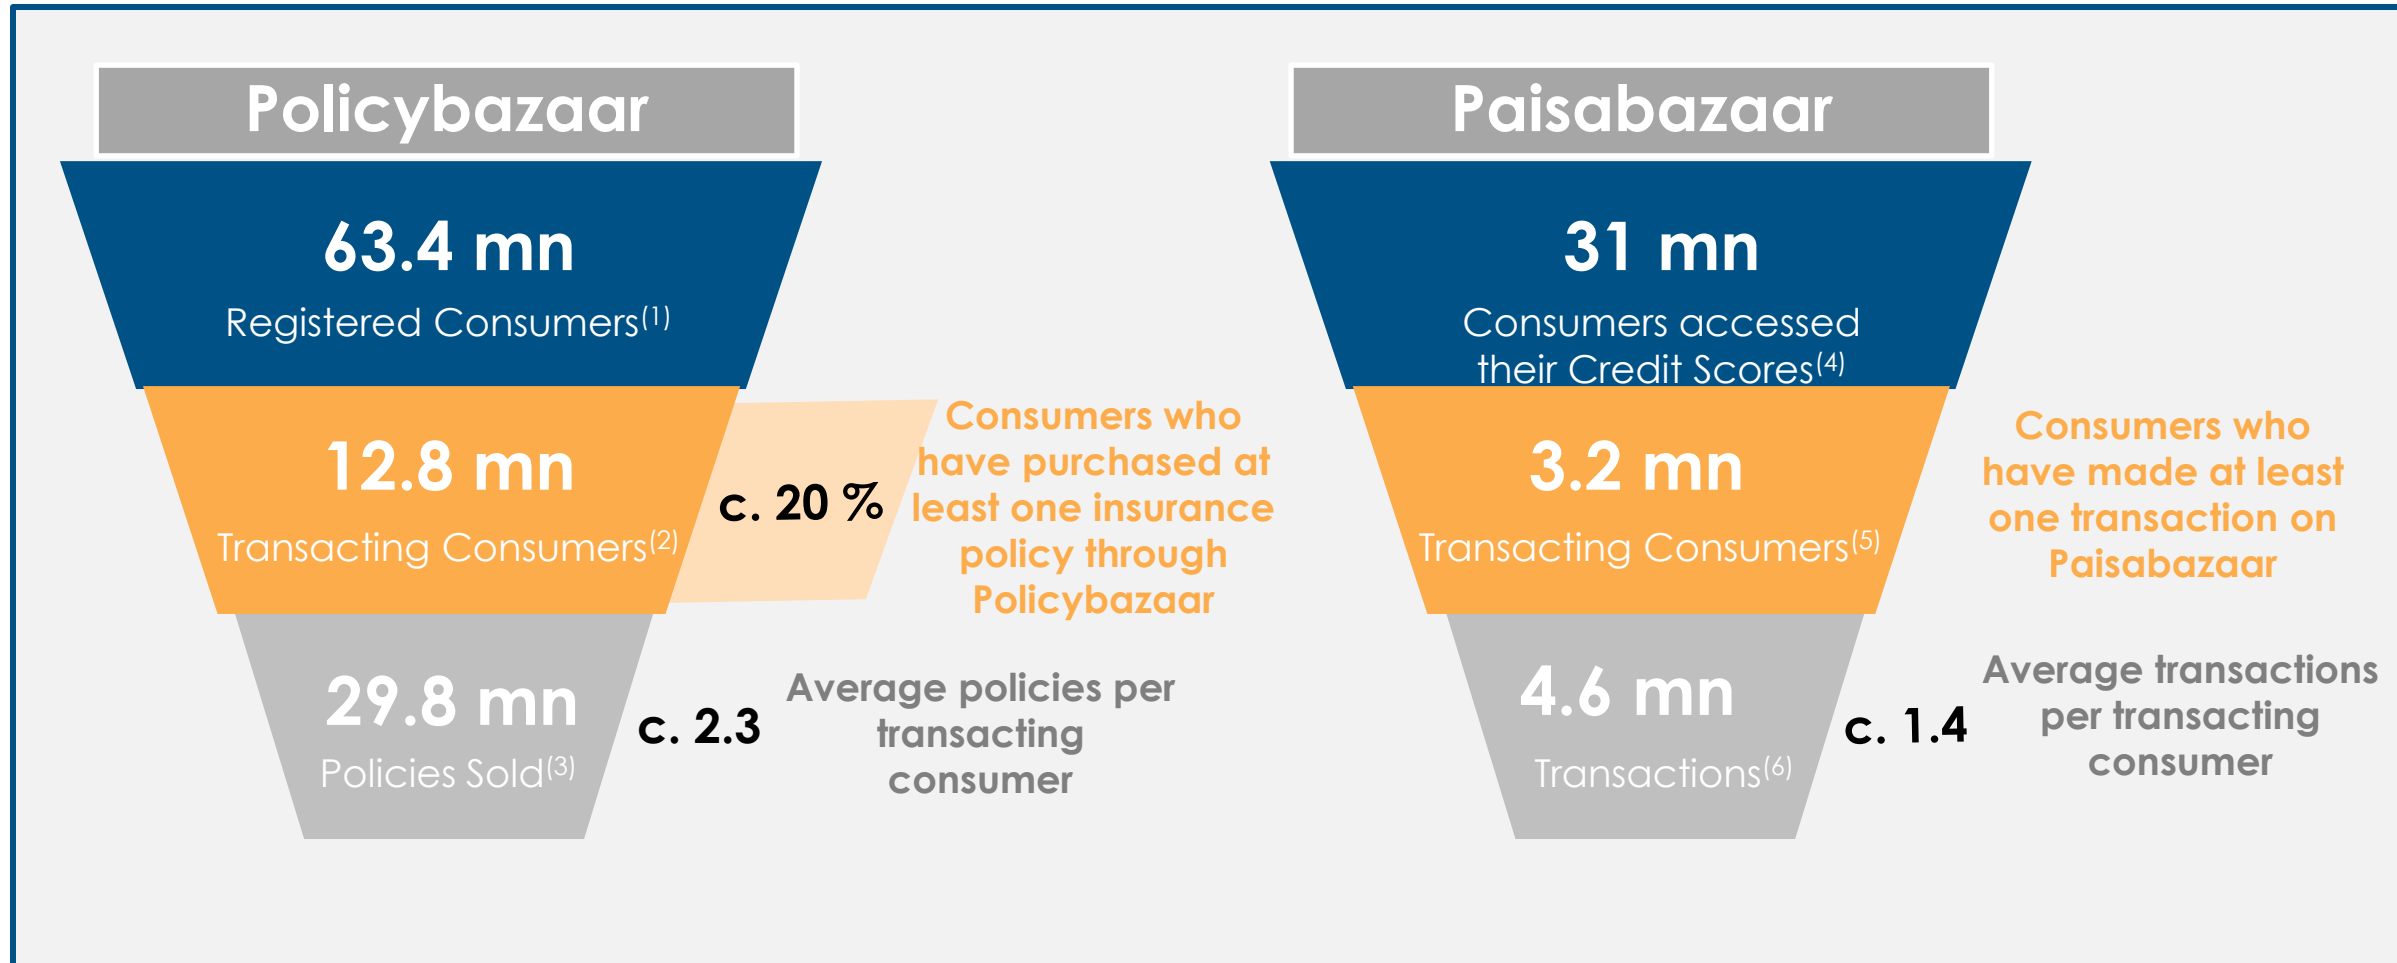 Policybazaar
63.4 mn
Registered Consumers(1)
12.8 mn
Transacting Consumers(2)
c. 20 %
Consumers who
have purchased at
least one insurance
policy through
Policybazaar
29.8 mn
Policies Sold(3)
c. 2.3
Average policies per
transacting
consumer
Paisabazaar
31 mn
Consumers accessed
their Credit Scores(4)
3.2 mn
Transacting Consumers(5)
Consumers who
have made at least
one transaction on
Paisabazaar
4.6 mn
Transactions(6)
c. 1.4
Average transactions
per transacting
consumer